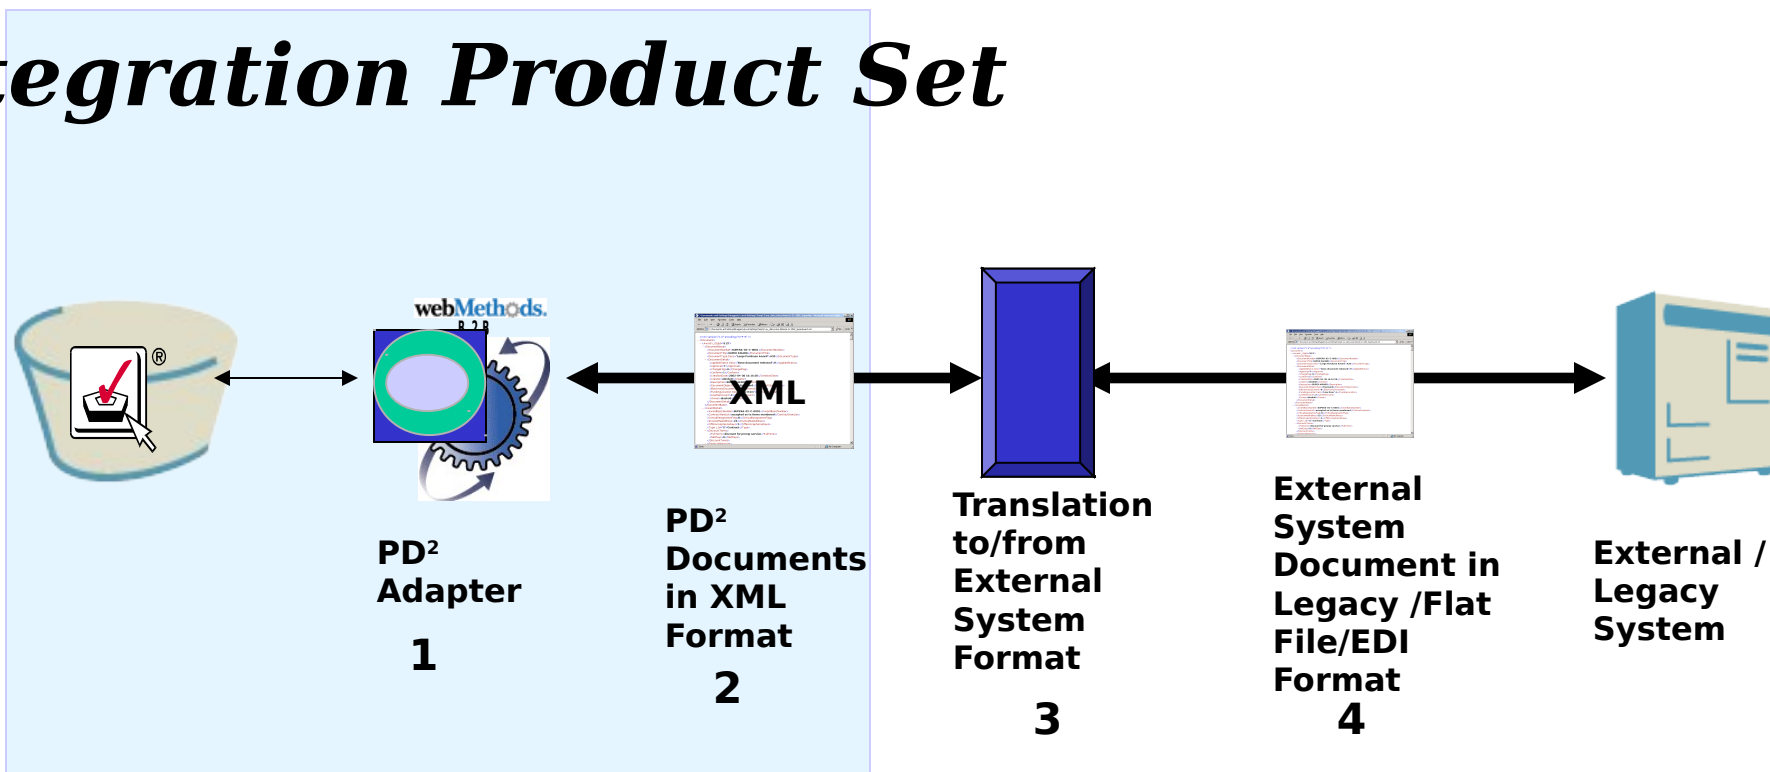 tegration Product Set
webMethods.
B2B
®
XML
PD²
Adapter
1
PD²
Documents
in XML
Format
2
Translation
to/from
External
System
Format
3
External
System
Document in
Legacy /Flat
File/EDI
Format
4
External /
Legacy
System